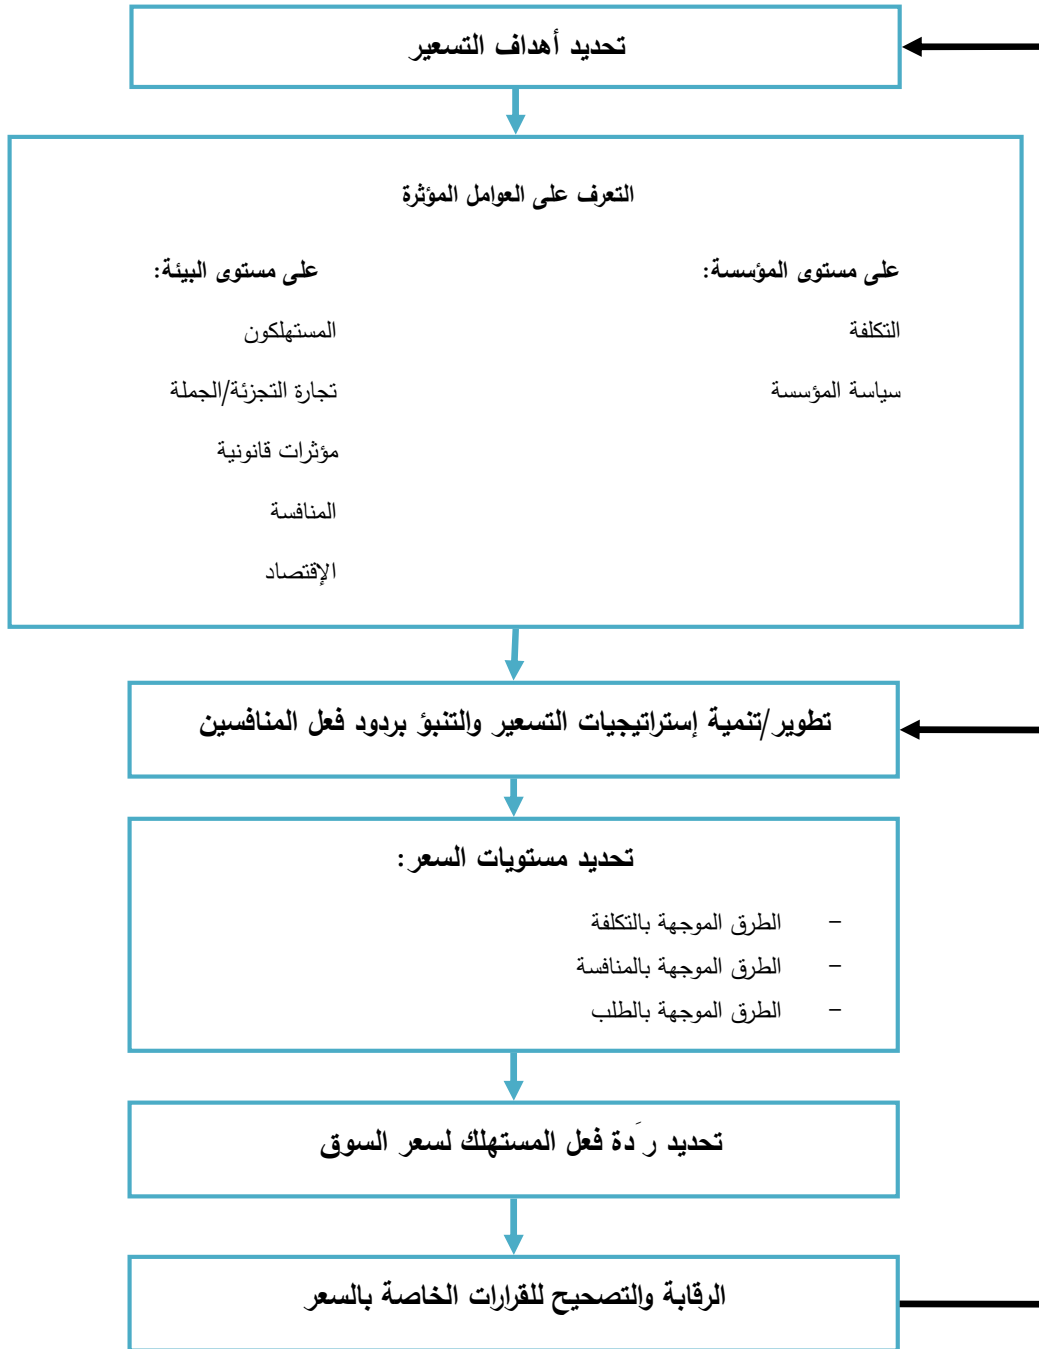 تحديد أهداف التسعير
التعرف على العوامل المؤثرة
على مستوى المؤسسة:
التكلفة
سياسة المؤسسة
على مستوى البيئة:
المستهلكون
تجارة التجزئة/الجملة
مؤثرات قانونية
المنافسة
الإقتصاد
تطوير/تنمية إستراتيجيات التسعير والتنبؤ بردود فعل المنافسين
تحديد مستويات السعر:
- الطرق الموجهة بالتكلفة
- الطرق الموجهة بالمنافسة
- الطرق الموجهة بالطلب
تحديد رَدة فعل المستهلك لسعر السوق
الرقابة والتصحيح للقرارات الخاصة بالسعر